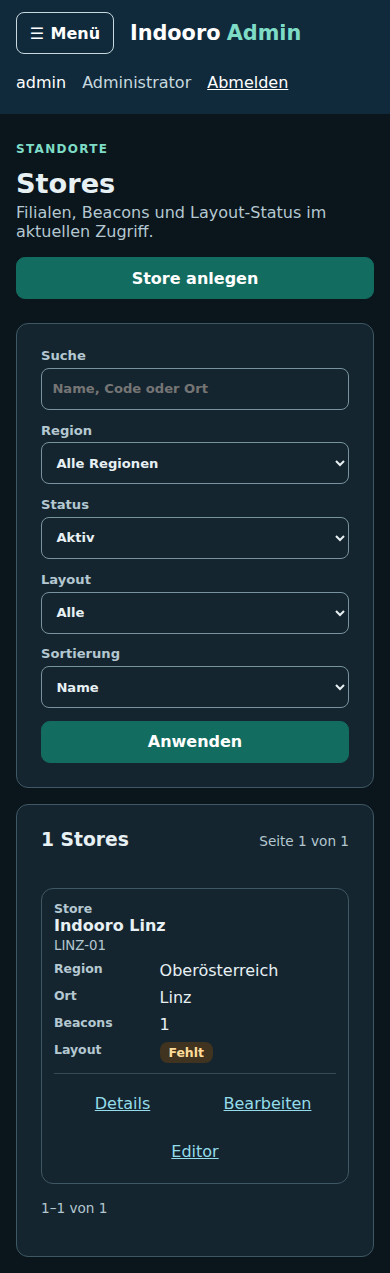 ☰ Menü Indooro Admin
admin Administrator Abmelden
STANDORTE
Stores
Filialen, Beacons und Layout-Status im
aktuellen Zugriff.
Store anlegen
Suche
Name, Code oder Ort
Region
Alle Regionen
Status
Aktiv
Layout
Alle
Sortierung
Name
Anwenden
1 Stores Seite 1 von 1
Store
Indooro Linz
LINZ-01
Region Oberösterreich
Ort Linz
Beacons 1
Layout Fehlt
Details Bearbeiten
Editor
1–1 von 1